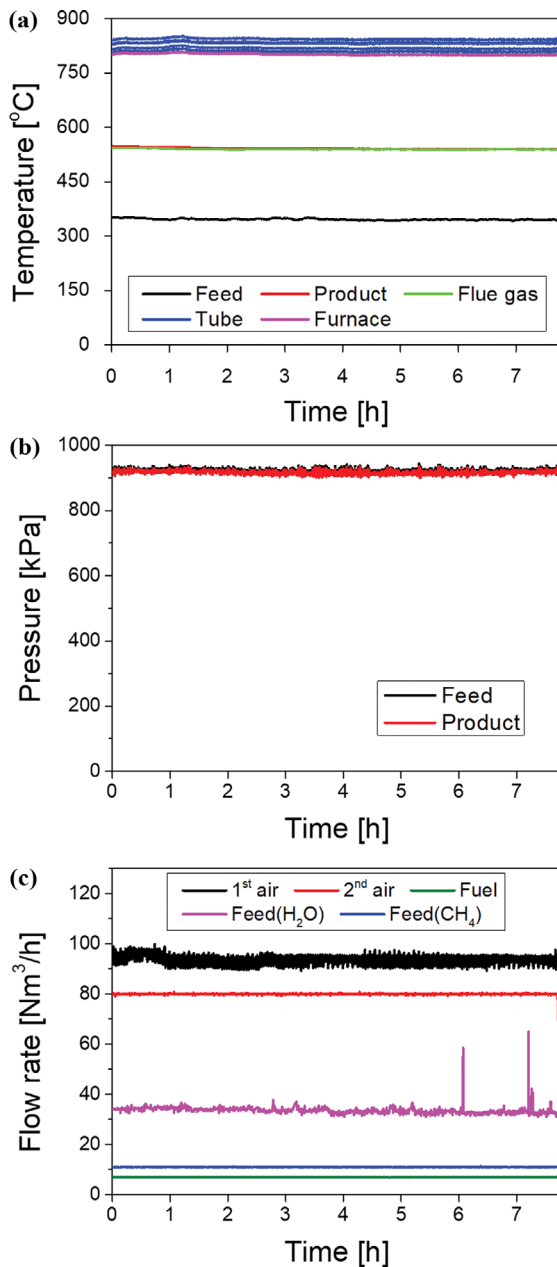 (a)
900
750
600
450
300
150
0
Temperature [°C]
Feed Product Flue gas
Tube Furnace
0 1 2 3 4 5 6 7
Time [h]
(b)
1000
800
600
400
200
0
Pressure [kPa]
Feed
Product
0 1 2 3 4 5 6 7
Time [h]
(c)
1st air 2nd air Fuel
Feed(H2O) Feed(CH4)
120
100
80
60
40
20
0
Flow rate [Nm3/h]
0 1 2 3 4 5 6 7
Time [h]